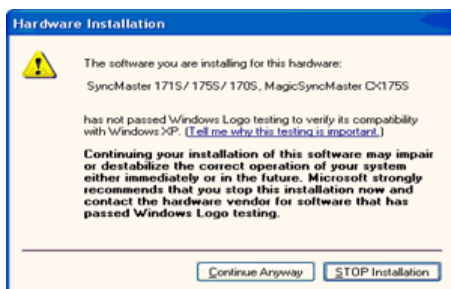 Hardware Installation
The software you are installing for this hardware:
SyncMaster 171S/ 175S/ 170S, MagicSyncMaster CX175S
has not passed Windows Logo testing to verify its compatibility
with Windows XP. (Tell me why this testing is important.)
Continuing your installation of this software may impair
or destabilize the correct operation of your system
either immediately or in the future. Microsoft strongly
recommends that you stop this installation now and
contact the hardware vendor for software that has
passed Windows Logo testing.
Continue Anyway STOP Installation